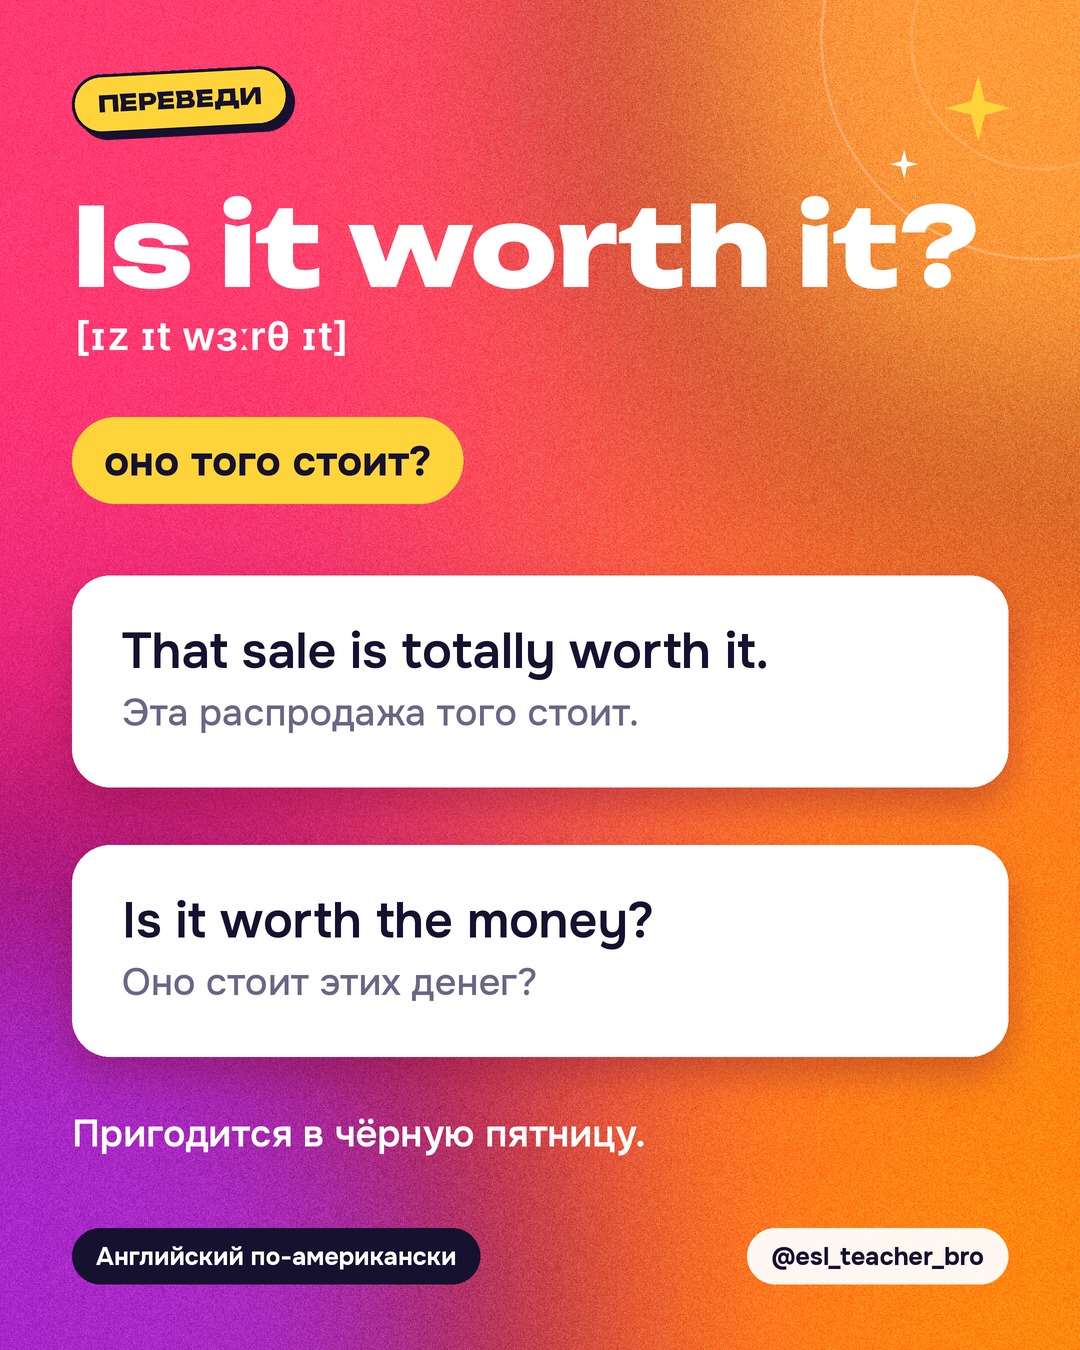 ПЕРЕВЕДИ
Is it worth it?
[ɪz ɪt wɜːrθ ɪt]
оно того стоит?
That sale is totally worth it.
Эта распродажа того стоит.
Is it worth the money?
Оно стоит этих денег?
Пригодится в чёрную пятницу.
Английский по-американски
@esl_teacher_bro